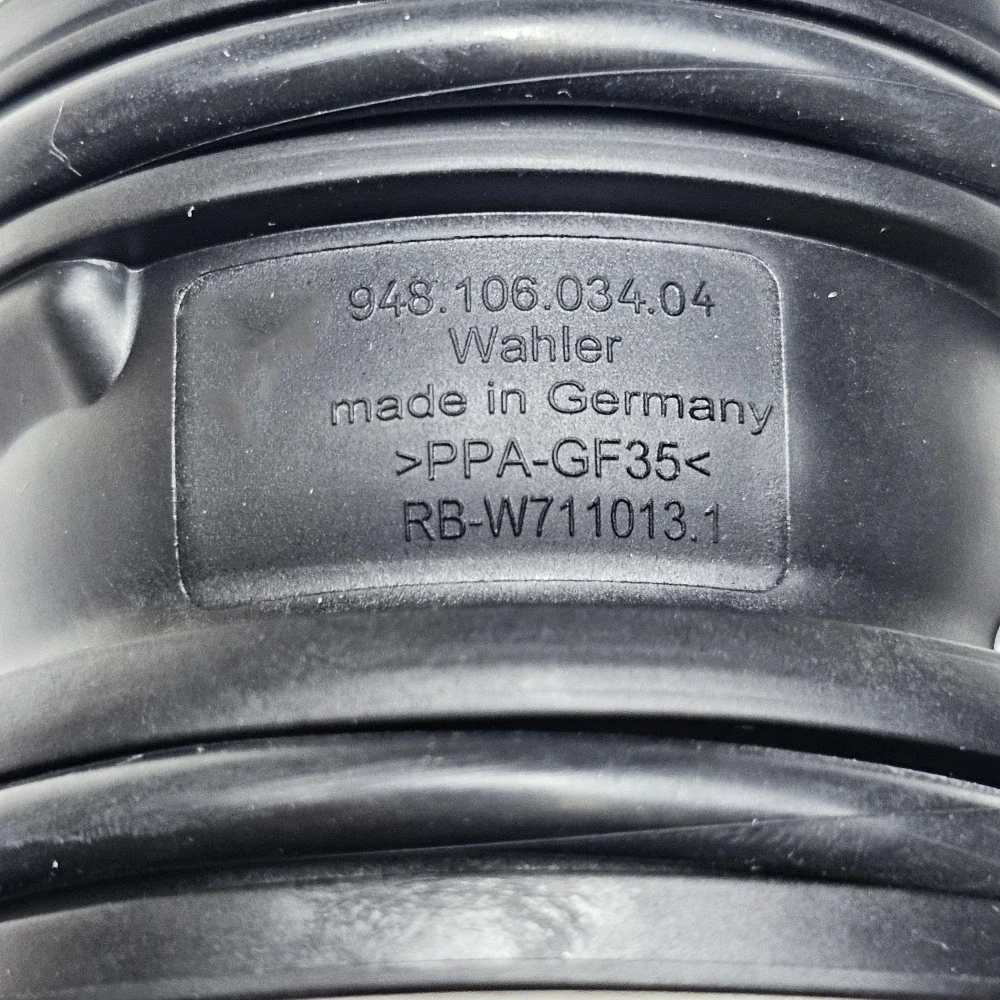 948.106.034.04
Wahler
made in Germany
>PPA-GF35<
RB-W711013.1